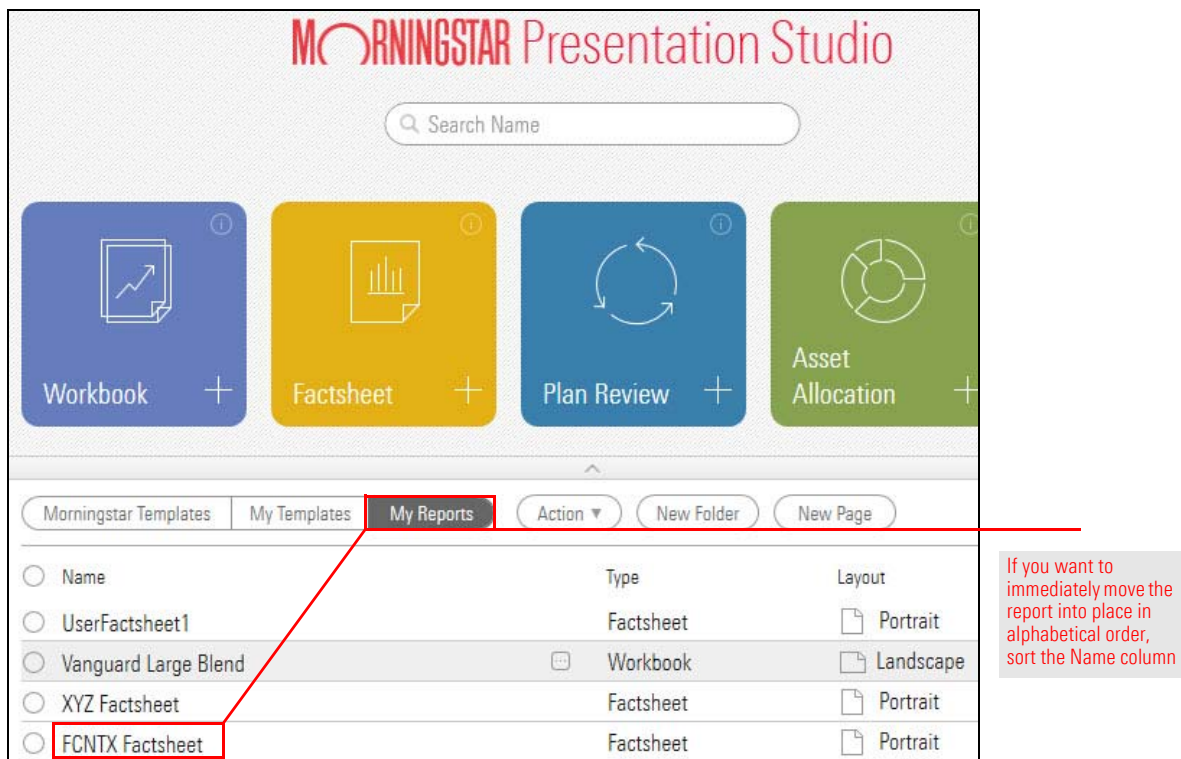 MORNINGSTAR Presentation Studio
Search Name
Workbook
Factsheet
Plan Review
Asset
Allocation
Morningstar Templates My Templates My Reports Action New Folder New Page
Name Type Layout
UserFactsheet1 Factsheet Portrait
Vanguard Large Blend Workbook Landscape
XYZ Factsheet Factsheet Portrait
FCNTX Factsheet Factsheet Portrait
If you want to
immediately move the
report into place in
alphabetical order,
sort the Name column